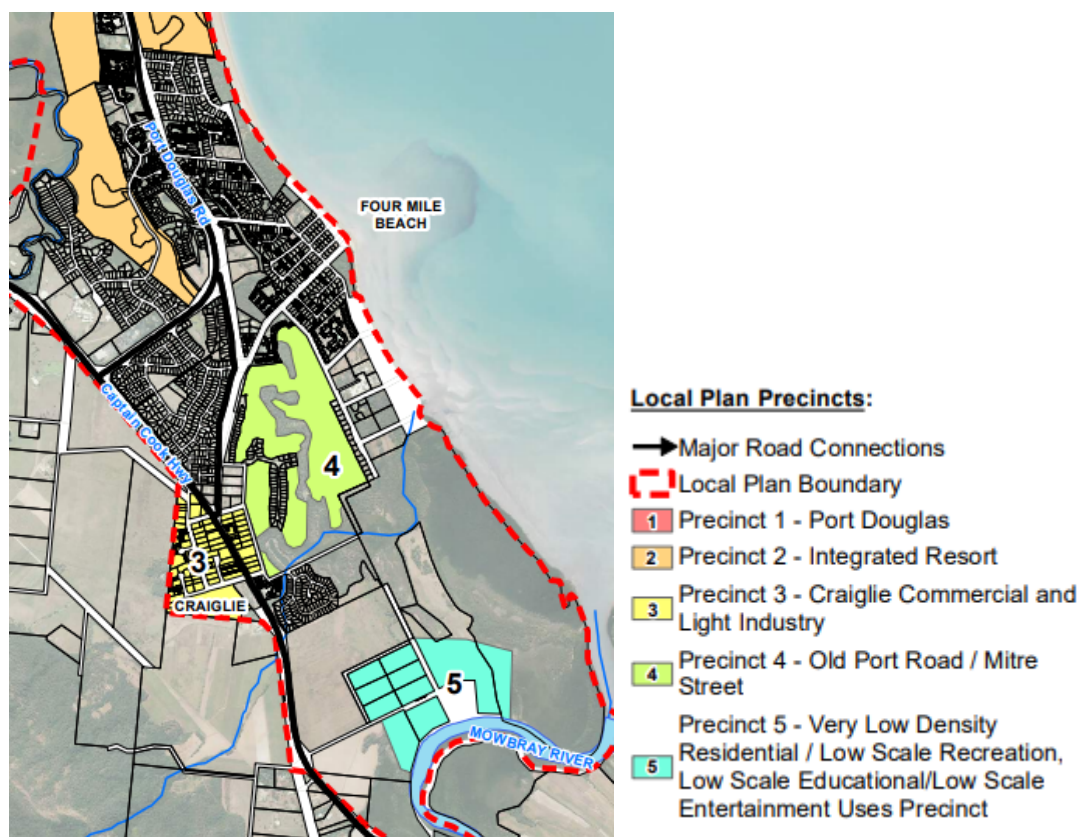 Port Douglas Rd
FOUR MILE
BEACH
Captain Cook Hwy
4
3
CRAIGLIE
5
MOWBRAY RIVER
Local Plan Precincts:
Major Road Connections
Local Plan Boundary
1 Precinct 1 - Port Douglas
2 Precinct 2 - Integrated Resort
Precinct 3 - Craiglie Commercial and
3 Light Industry
4 Precinct 4 - Old Port Road / Mitre
Street
Precinct 5 - Very Low Density
Residential / Low Scale Recreation,
5 Low Scale Educational/Low Scale
Entertainment Uses Precinct